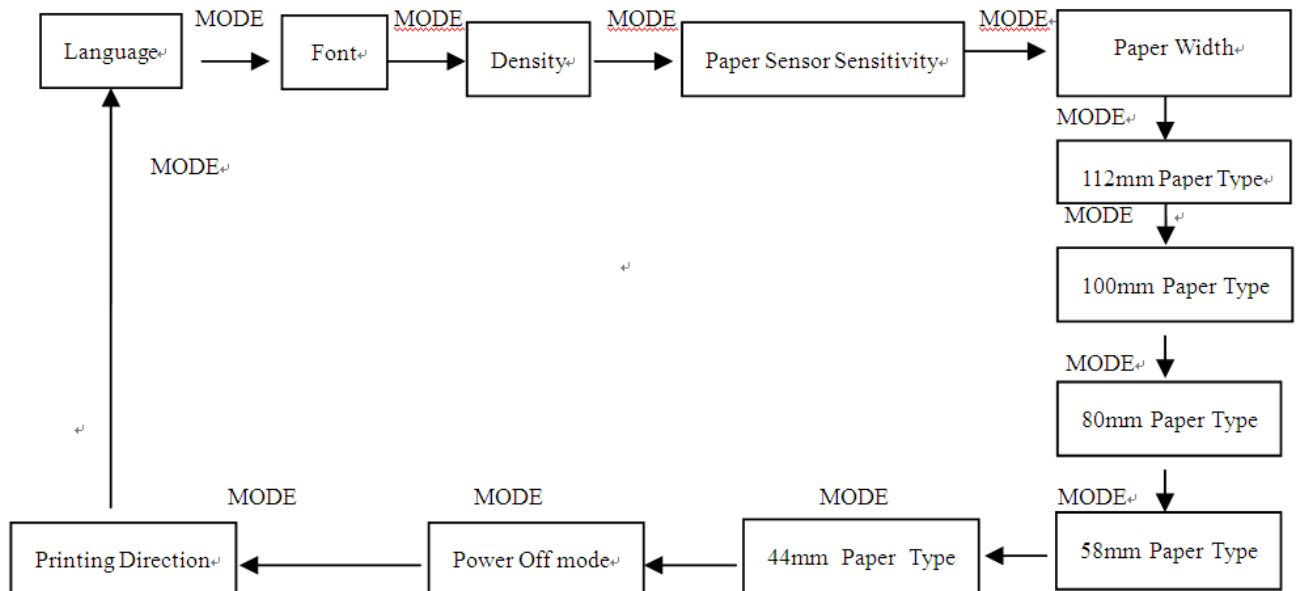 MODE
MODE
MODE
MODE
Language
Font
Density
Paper Sensor Sensitivity
Paper Width
MODE
MODE
112mm Paper Type
MODE
100mm Paper Type
MODE
80mm Paper Type
MODE
MODE
MODE
MODE
Printing Direction
Power Off mode
44mm Paper Type
58mm Paper Type